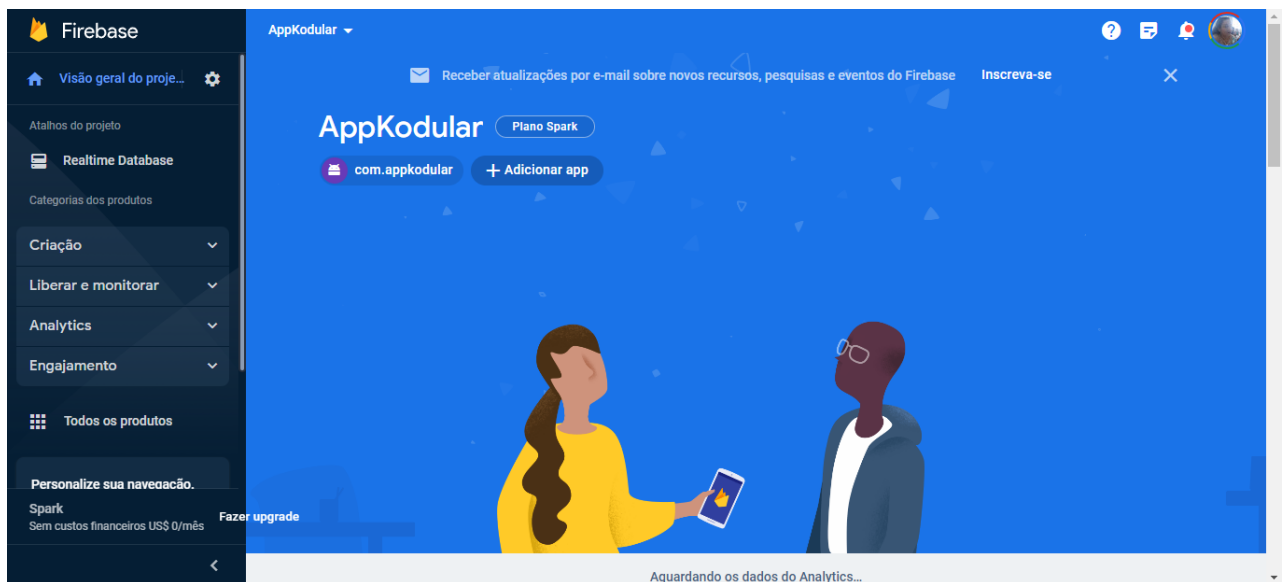 Firebase
AppKodular
Visão geral do proje...
Receber atualizações por e-mail sobre novos recursos, pesquisas e eventos do Firebase Inscreva-se
Atalhos do projeto
Realtime Database
Categorias dos produtos
Criação
Liberar e monitorar
Analytics
Engajamento
Todos os produtos
Personalize sua navegação.
Spark
Sem custos financeiros US$ 0/mês
Fazer upgrade
AppKodular Plano Spark
com.appkodular + Adicionar app
Aguardando os dados do Analytics...